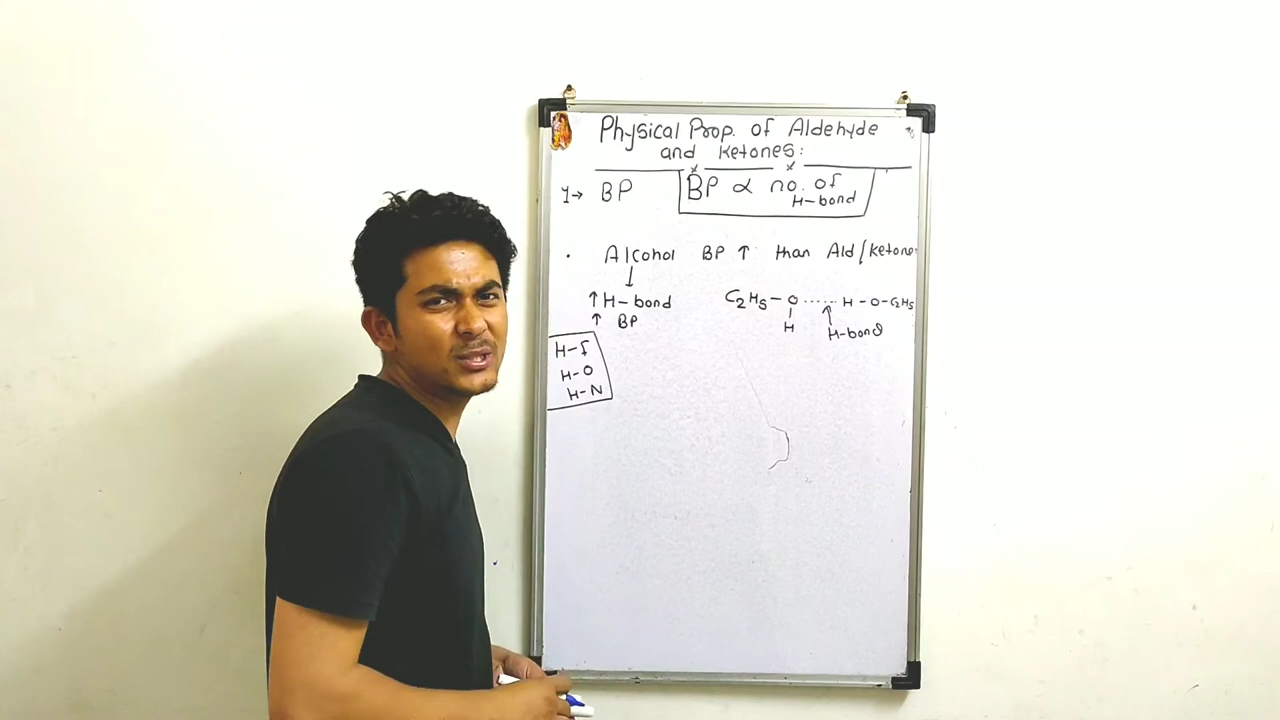 Physical Prop. of Aldehyde
and Ketones:
1→ BP
BP ∝ no. of
H-bond
• Alcohol BP ↑ than Ald/ketone
↓
↑ H-bond
↑ BP
C2H5-O......H-O-C2H5
|
H
↑
H-bond
H-F
H-O
H-N